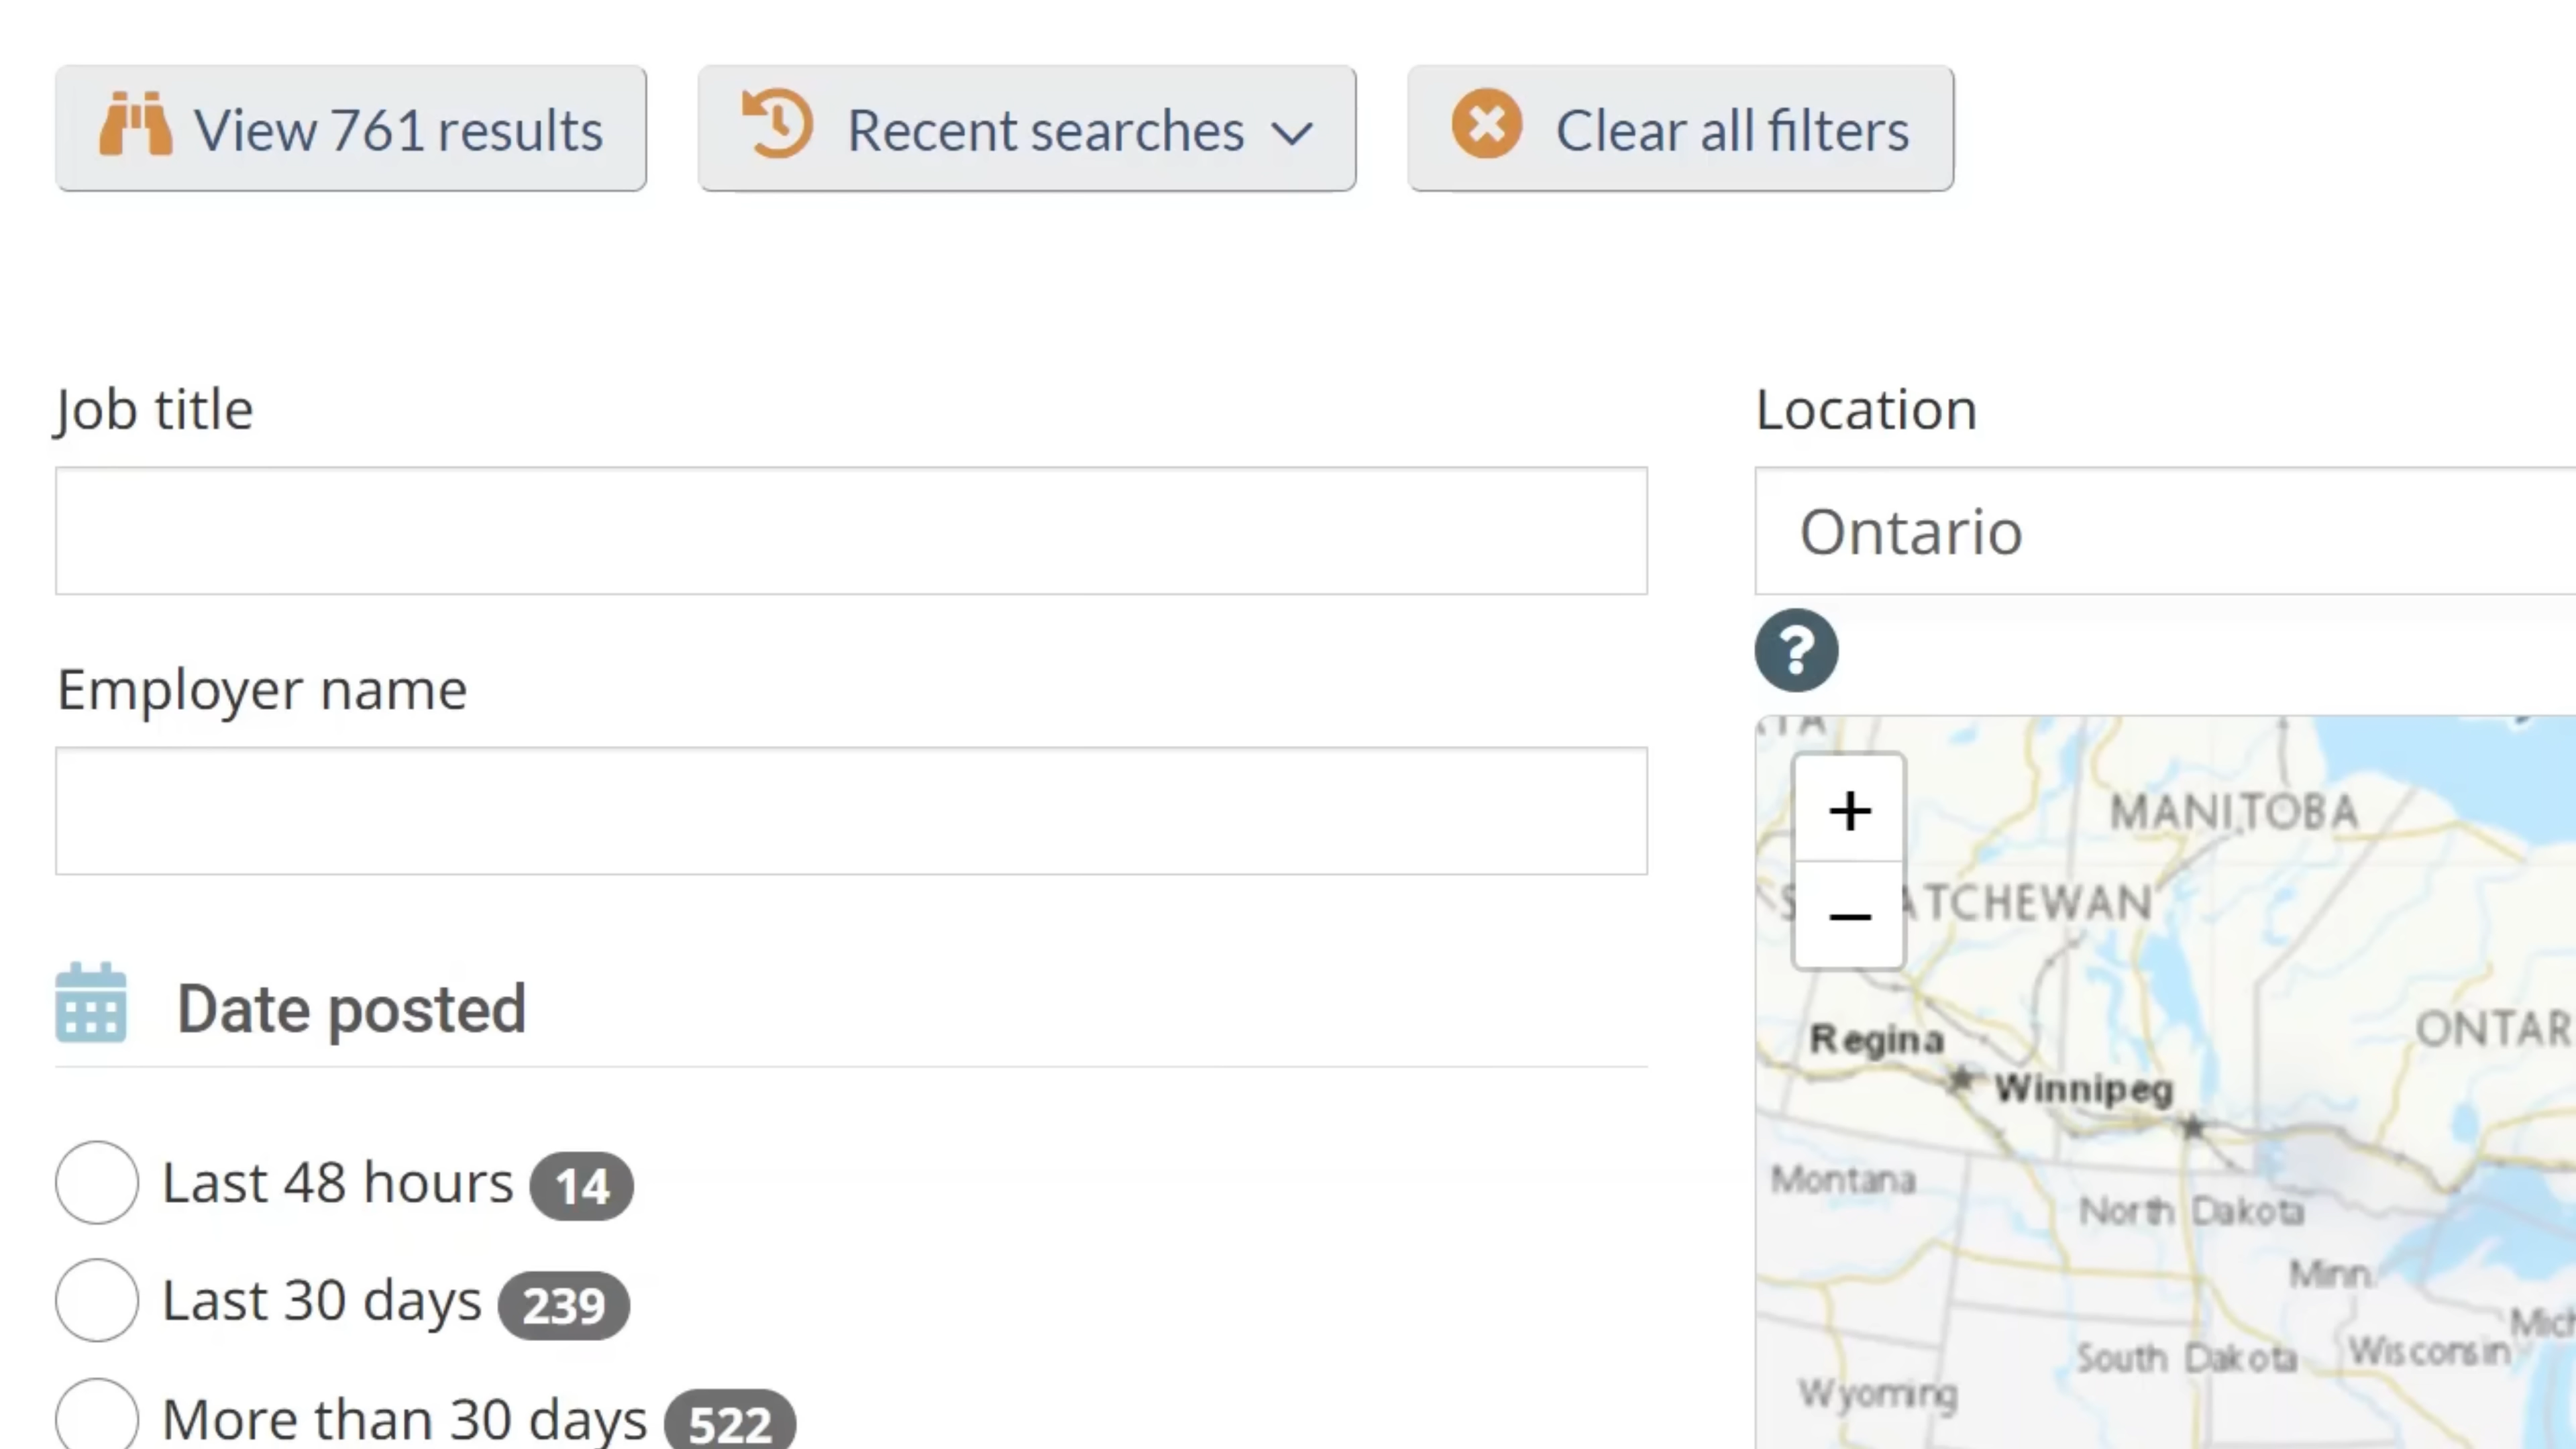 View 761 results
Recent searches
Clear all filters
Job title
Location
Ontario
Employer name
?
+
−
MANITOBA
ATCHEWAN
ONTAR
Date posted
Regina
Winnipeg
Montana
North Dakota
Minn.
Mich
South Dakota
Wisconsin
Wyoming
Last 48 hours 14
Last 30 days 239
More than 30 days 522